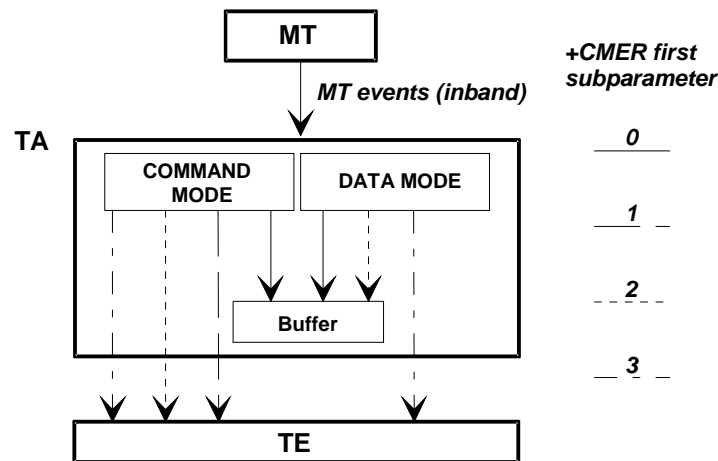 MT
+CMER first
subparameter
MT events (inband)
TA
0
COMMAND
MODE
DATA MODE
1
2
Buffer
3
TE